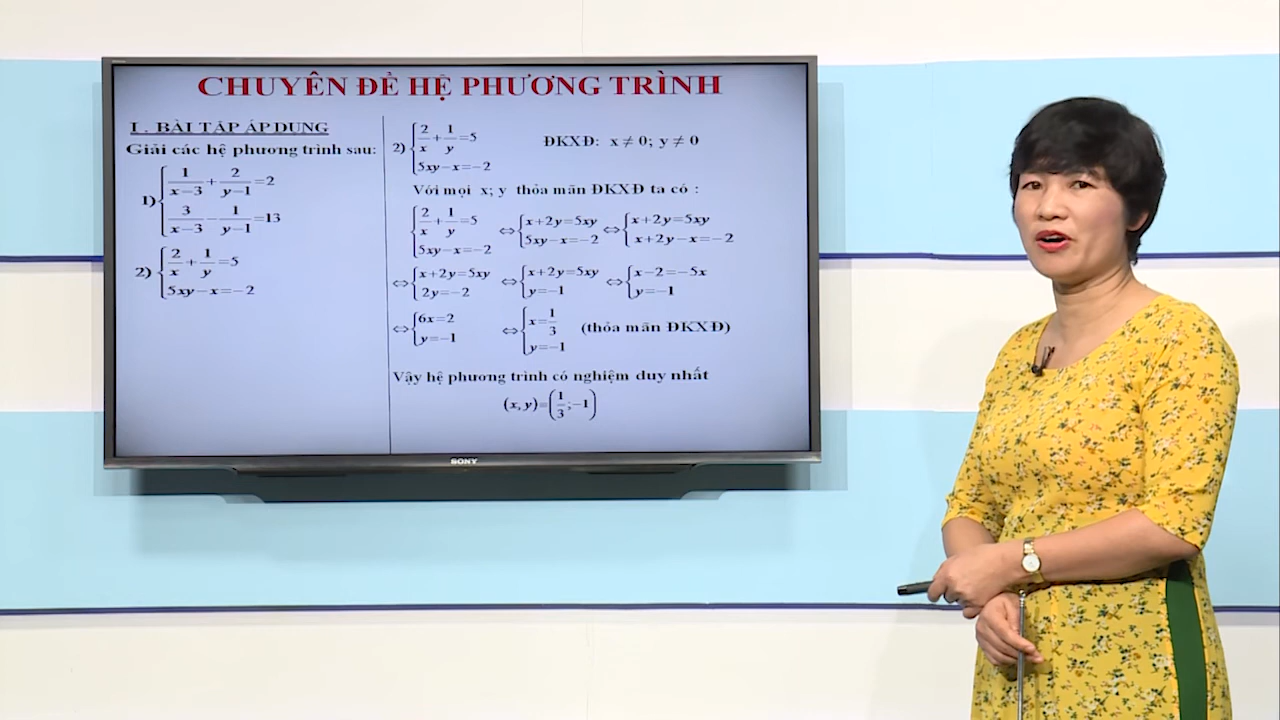 CHUYÊN ĐỀ HỆ PHƯƠNG TRÌNH
I. BÀI TẬP ÁP DỤNG
Giải các hệ phương trình sau:
1) { 1/(x−3) + 2/(y−1) = 2
3/(x−3) − 1/(y−1) = 13
2) { 2/x + 1/y = 5
5xy − x = −2
2) { 2/x + 1/y = 5
5xy − x = −2
ĐKXĐ: x ≠ 0; y ≠ 0
Với mọi x; y thỏa mãn ĐKXĐ ta có :
{ 2/x + 1/y = 5 ⇔ { x+2y=5xy ⇔ { x+2y=5xy
5xy − x = −2 5xy−x=−2 x+2y−x=−2
⇔ { x+2y=5xy ⇔ { x+2y=5xy ⇔ { x−2=−5x
2y=−2 y=−1 y=−1
⇔ { 6x=2 ⇔ { x=1/3 (thỏa mãn ĐKXĐ)
y=−1 y=−1
Vậy hệ phương trình có nghiệm duy nhất
(x,y)=(1/3;−1)
SONY